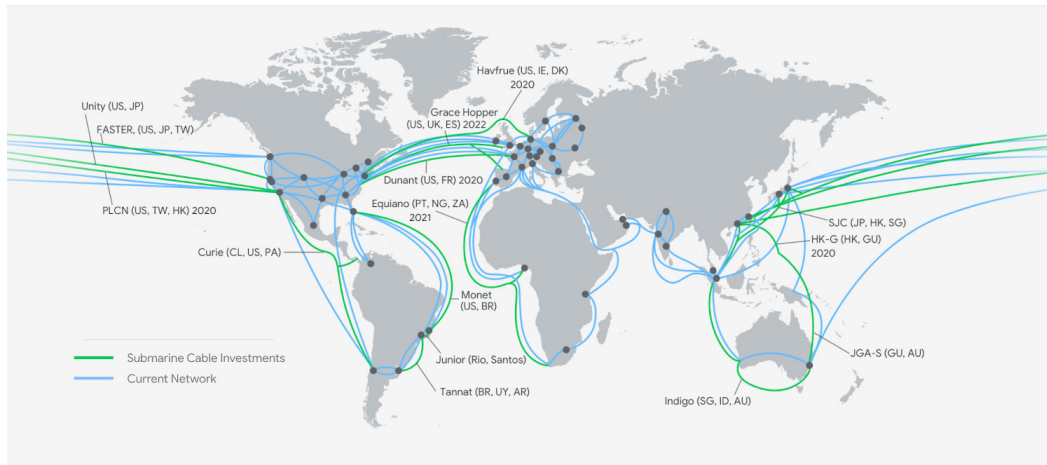 Havfrue (US, IE, DK)
2020
Unity (US, JP)
Grace Hopper
(US, UK, ES) 2022
FASTER, (US, JP, TW)
Dunant (US, FR) 2020
PLCN (US, TW, HK) 2020
Equiano (PT, NG, ZA)
2021
SJC (JP, HK, SG)
HK-G (HK, GU)
2020
Curie (CL, US, PA)
Monet
(US, BR)
Submarine Cable Investments
Current Network
Junior (Rio, Santos)
JGA-S (GU, AU)
Tannat (BR, UY, AR)
Indigo (SG, ID, AU)